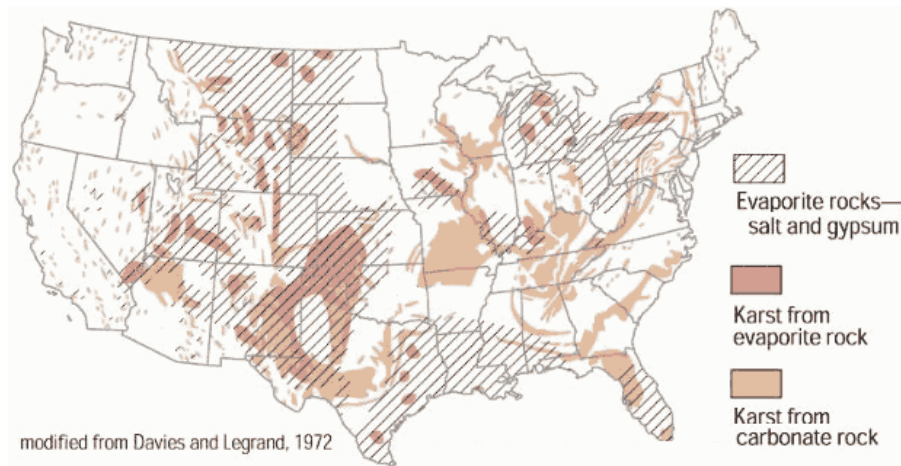 Evaporite rocks—
salt and gypsum
Karst from
evaporite rock
Karst from
carbonate rock
modified from Davies and Legrand, 1972